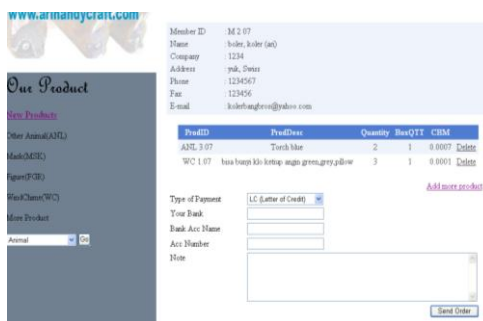 www.arinandycraft.com
Our Product
New Products
Other Animal(ANL)
Mask(MSK)
Figure(FGR)
WindChime(WC)
More Product
Animal Go
Member ID : M 2 07
Name : boler, koler (ari)
Company : 1234
Address : yuk, Swiss
Phone : 1234567
Fax : 123456
E-mail : kolerbangbros@yahoo.com
ProdID ProdDesc Quantity BoxQTT CBM
ANL 3 07 Torch blue 2 1 0.0007 Delete
WC 1 07 bisa bunyi klo ketiup angin green,grey,pillow 3 1 0.0001 Delete
Add more product
Type of Payment LC (Letter of Credit)
Your Bank
Bank Acc Name
Acc Number
Note
Send Order